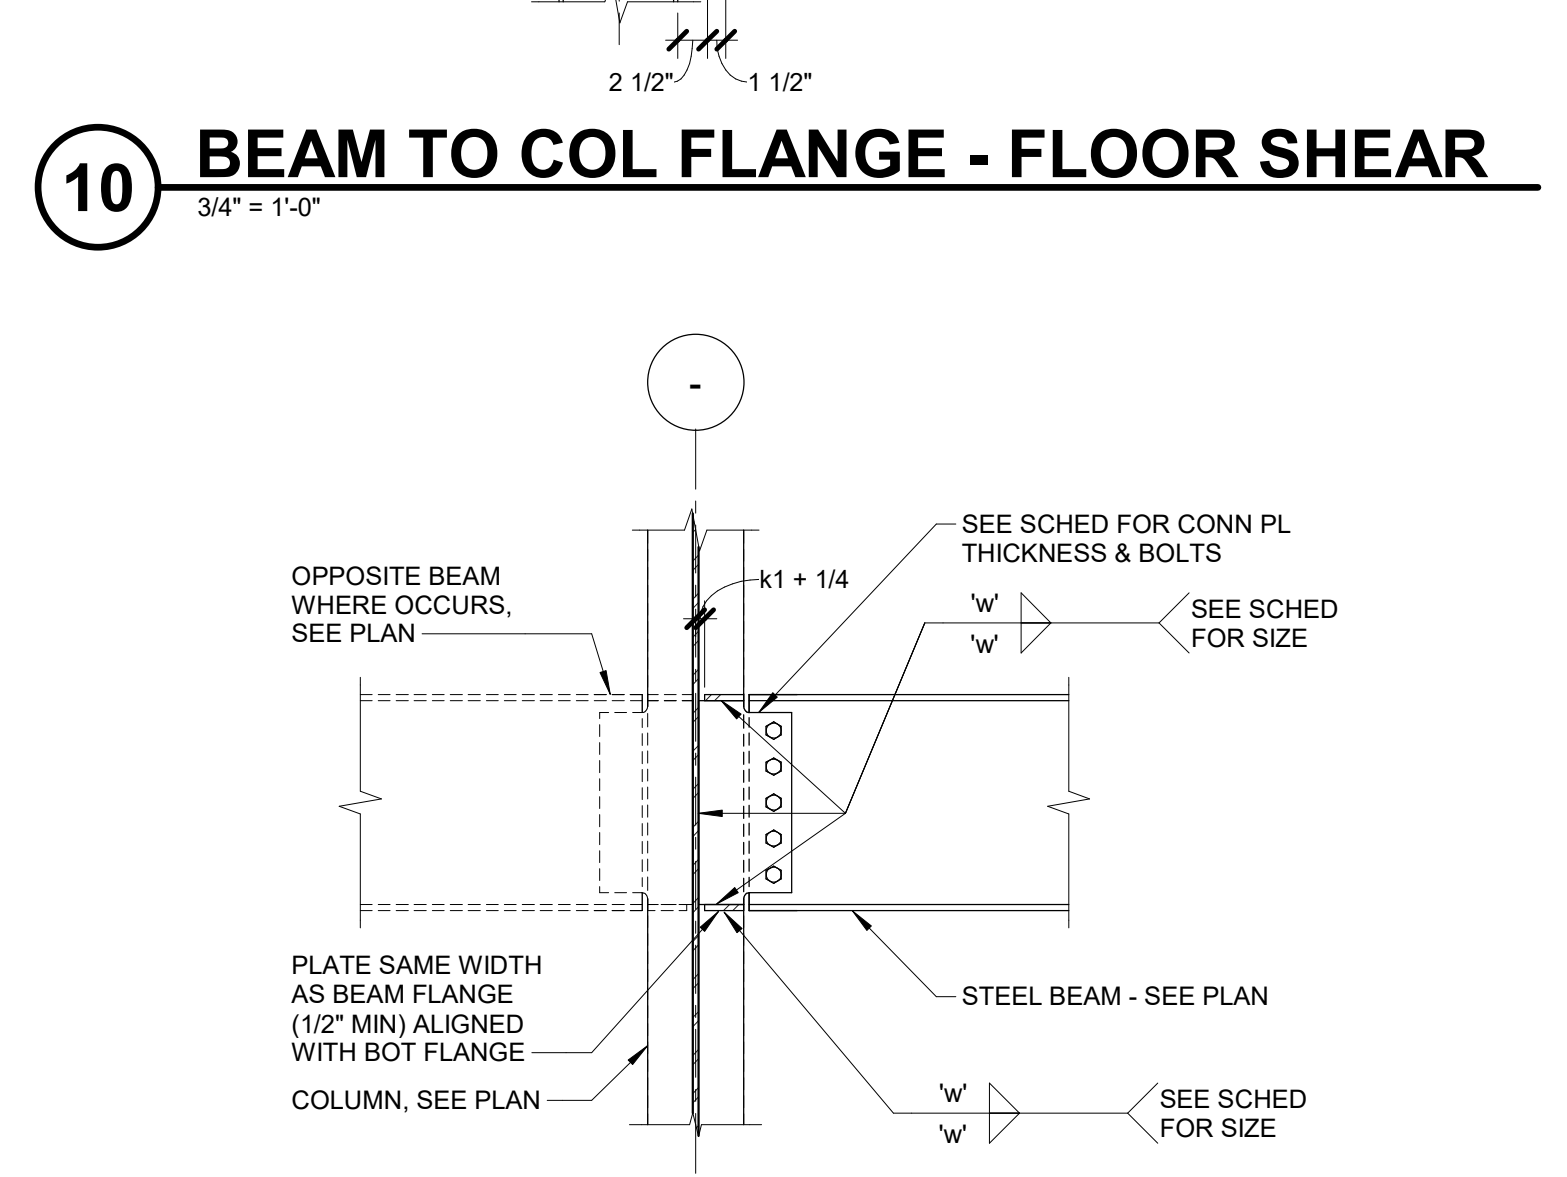 2 1/2" 1 1/2"
10 BEAM TO COL FLANGE - FLOOR SHEAR
3/4" = 1'-0"
-
SEE SCHED FOR CONN PL
THICKNESS & BOLTS
OPPOSITE BEAM
WHERE OCCURS,
SEE PLAN
k1 + 1/4
'w'
'w'
SEE SCHED
FOR SIZE
PLATE SAME WIDTH
AS BEAM FLANGE
(1/2" MIN) ALIGNED
WITH BOT FLANGE
COLUMN, SEE PLAN
STEEL BEAM - SEE PLAN
'w'
'w'
SEE SCHED
FOR SIZE